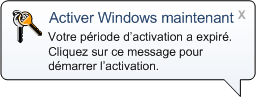 Activer Windows maintenant
Votre période d'activation a expiré.
Cliquez sur ce message pour
démarrer l'activation.